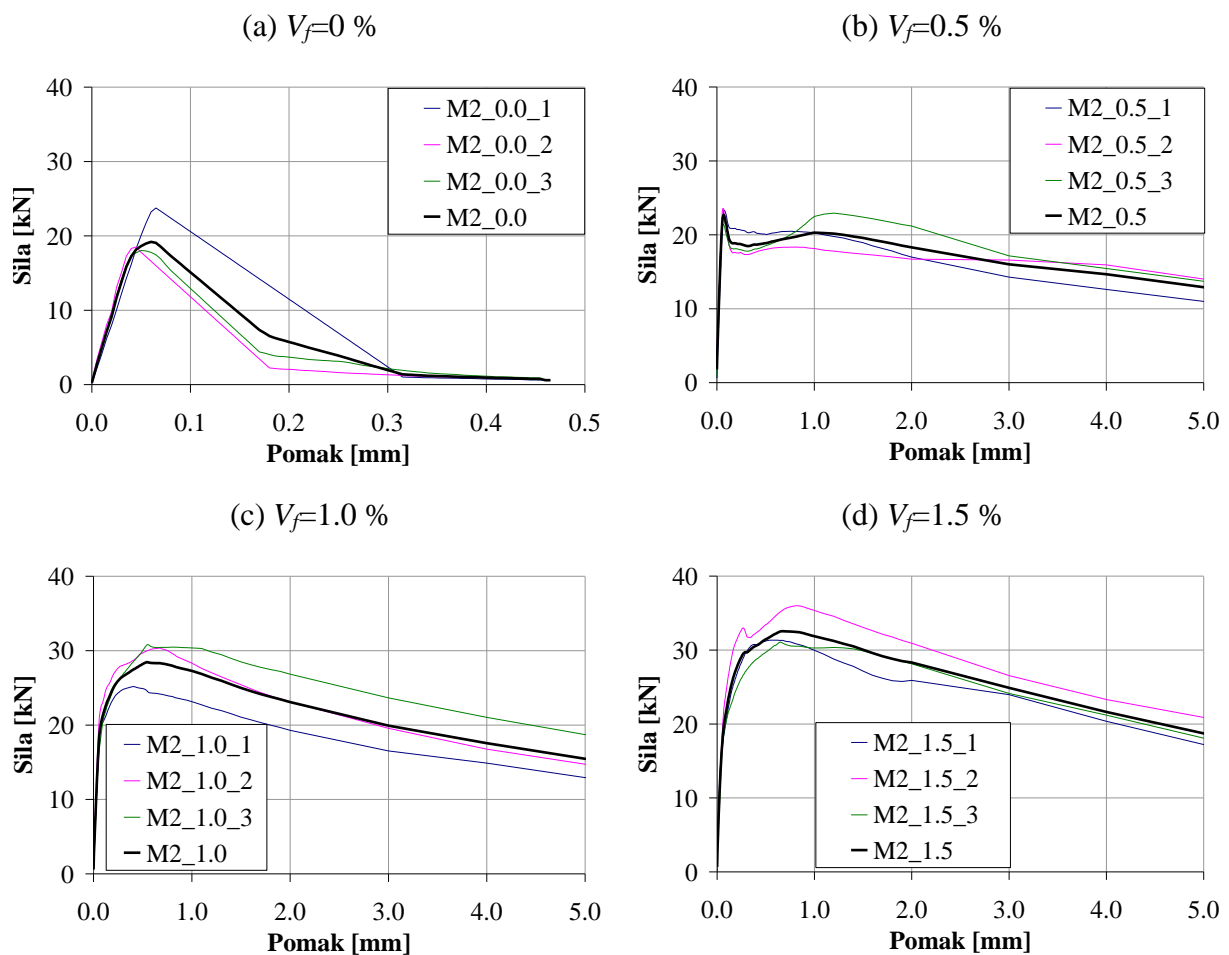 (a) Vf=0 %
40
30
20
10
0
Sila [kN]
M2_0.0_1
M2_0.0_2
M2_0.0_3
M2_0.0
0.0 0.1 0.2 0.3 0.4 0.5
Pomak [mm]
(b) Vf=0.5 %
40
30
20
10
0
Sila [kN]
M2_0.5_1
M2_0.5_2
M2_0.5_3
M2_0.5
0.0 1.0 2.0 3.0 4.0 5.0
Pomak [mm]
(c) Vf=1.0 %
40
30
20
10
0
Sila [kN]
M2_1.0_1
M2_1.0_2
M2_1.0_3
M2_1.0
0.0 1.0 2.0 3.0 4.0 5.0
Pomak [mm]
(d) Vf=1.5 %
40
30
20
10
0
Sila [kN]
M2_1.5_1
M2_1.5_2
M2_1.5_3
M2_1.5
0.0 1.0 2.0 3.0 4.0 5.0
Pomak [mm]